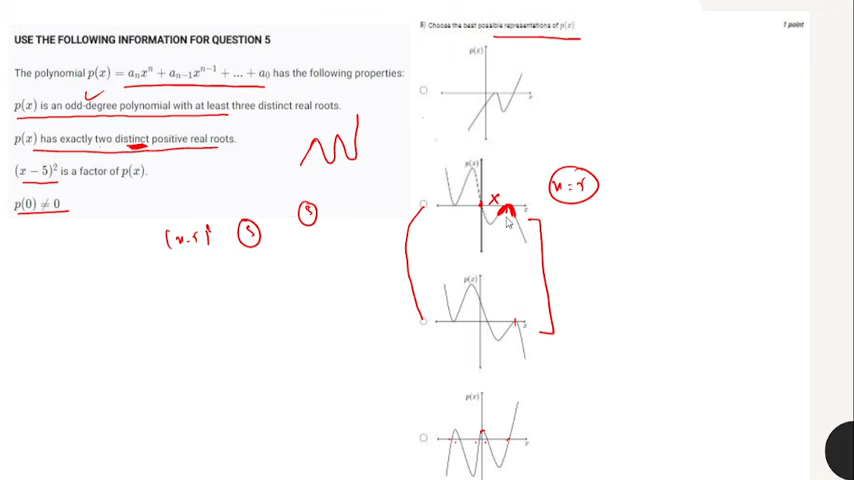 USE THE FOLLOWING INFORMATION FOR QUESTION 5
The polynomial p(x) = aₙxⁿ + aₙ₋₁xⁿ⁻¹ + ... + a₀ has the following properties:
p(x) is an odd-degree polynomial with at least three distinct real roots.
p(x) has exactly two distinct positive real roots.
(x − 5)² is a factor of p(x).
p(0) ≠ 0
5) Choose the best possible representations of p(x)
1 point
p(x)
x
p(x)
x
p(x)
x
p(x)
x